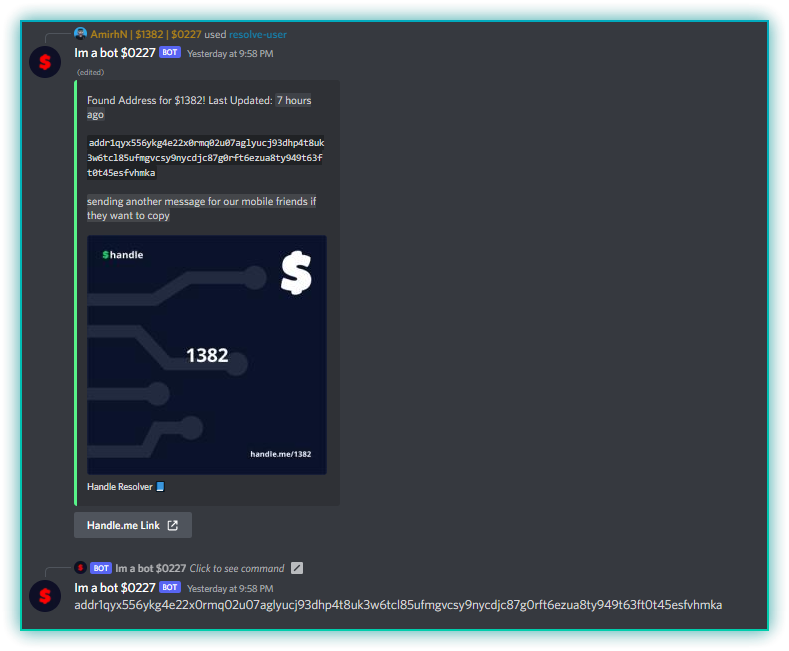 AmirhN | $1382 | $0227 used resolve-user
Im a bot $0227 BOT Yesterday at 9:58 PM
(edited)
Found Address for $1382! Last Updated: 7 hours
ago
addr1qyx556ykg4e22x0rmq02u07aglyucj93dhp4t8uk
3w6tcl85ufmgvcsy9nycdjc87g0rft6ezua8ty949t63f
t0t45esfvhmka
sending another message for our mobile friends if
they want to copy
$handle
$
1382
handle.me/1382
Handle Resolver
Handle.me Link
BOT Im a bot $0227 Click to see command
Im a bot $0227 BOT Yesterday at 9:58 PM
addr1qyx556ykg4e22x0rmq02u07aglyucj93dhp4t8uk3w6tcl85ufmgvcsy9nycdjc87g0rft6ezua8ty949t63ft0t45esfvhmka